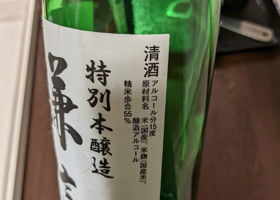 清酒
アルコール分15度
原材料名 米(国産)、米麹(国産米)、
醸造アルコール
精米歩合55%
特別本醸造
謙信